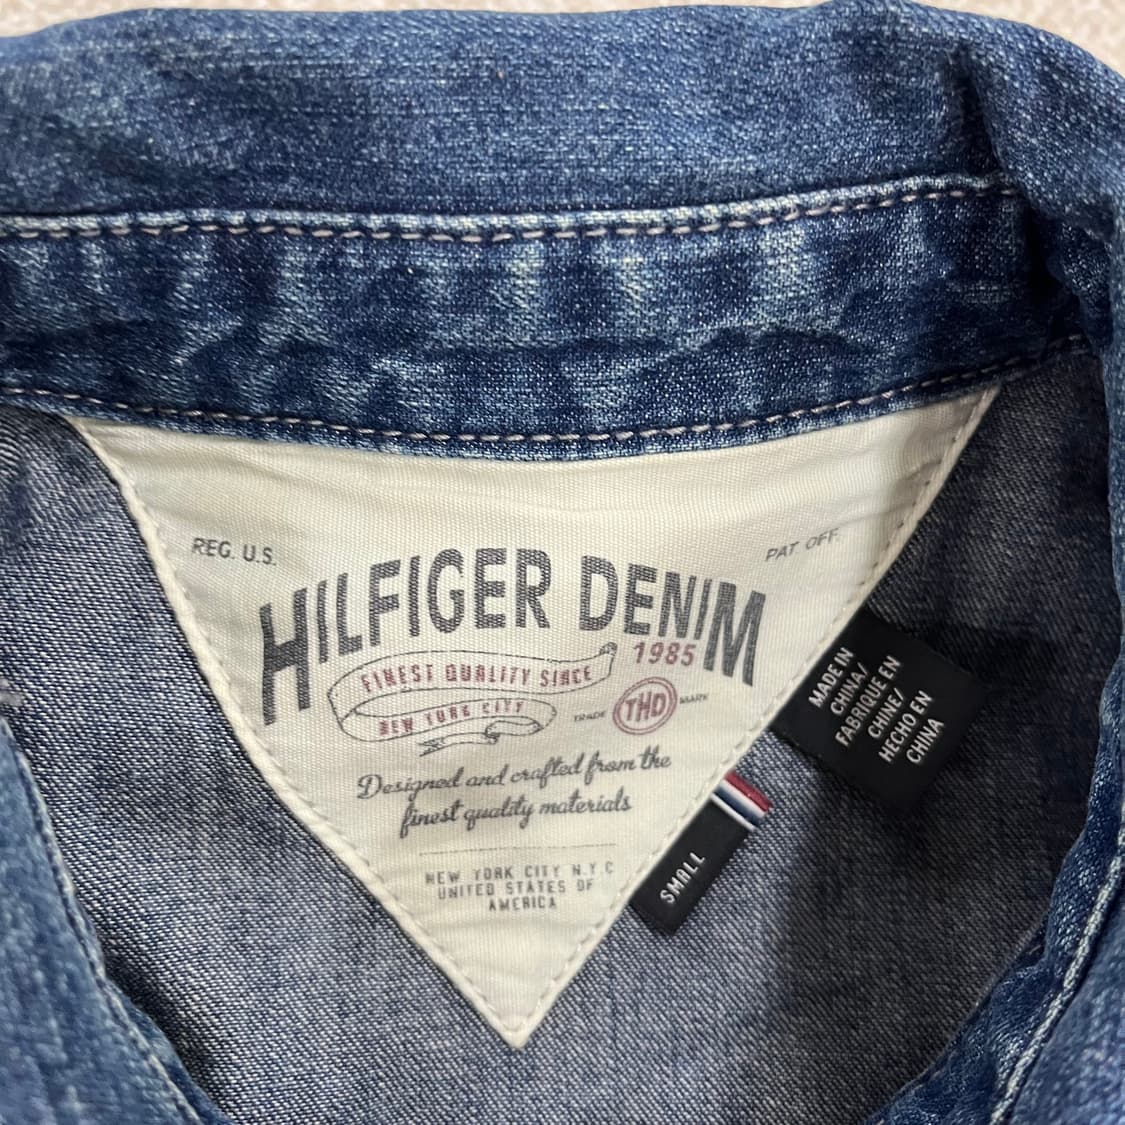 REG. U.S.
PAT OFF.
HILFIGER DENIM
FINEST QUALITY SINCE
1985
NEW YORK CITY
TRADE THD MARK
Designed and crafted from the
finest quality materials
NEW YORK CITY N.Y.C
UNITED STATES OF
AMERICA
SMALL
MADE IN
CHINA/
FABRIQUE EN
CHINE/
HECHO EN
CHINA